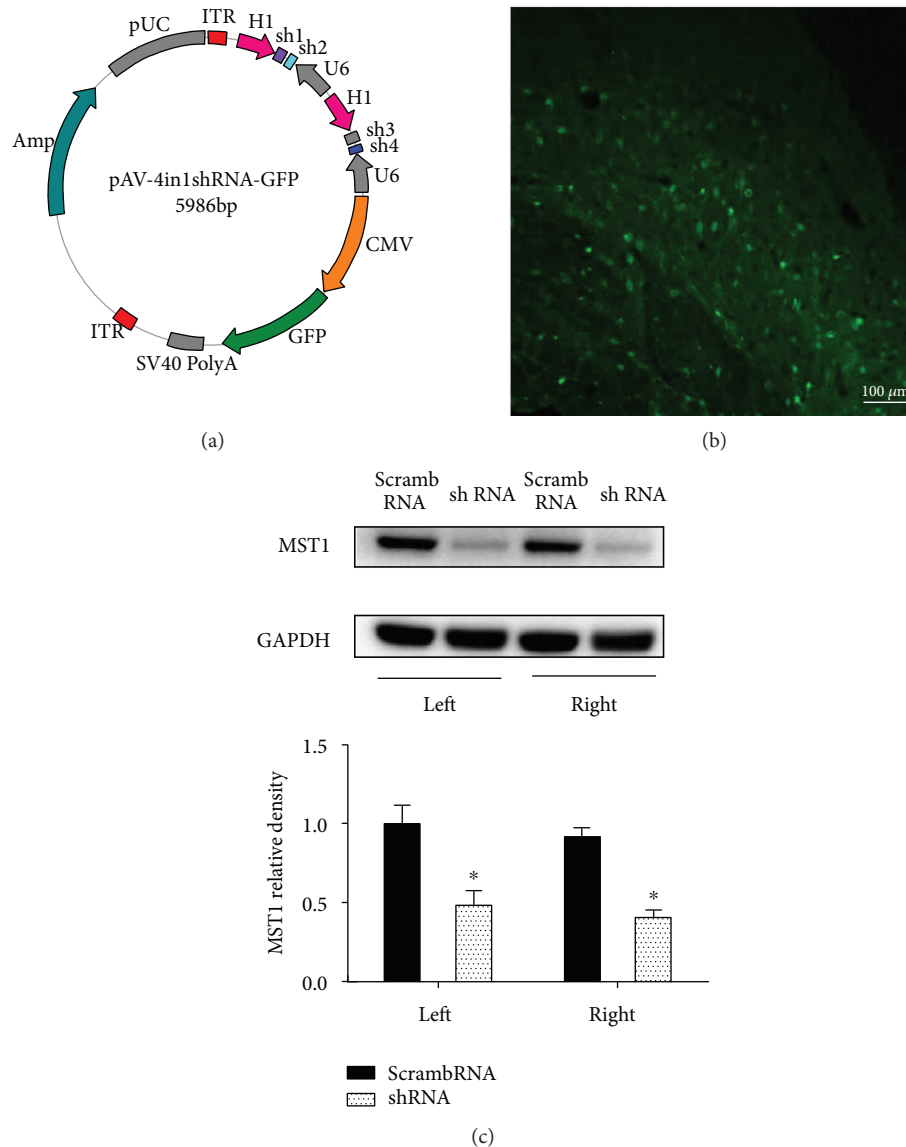 pUC
ITR
H1
sh1
sh2
U6
H1
sh3
sh4
U6
CMV
GFP
SV40 PolyA
ITR
Amp
pAV-4in1shRNA-GFP
5986bp
(a)
100 μm
(b)
Scramb
RNA
sh RNA
Scramb
RNA
sh RNA
MST1
GAPDH
Left
Right
MST1 relative density
1.5
1.0
0.5
0.0
*
*
Left
Right
ScrambRNA
shRNA
(c)